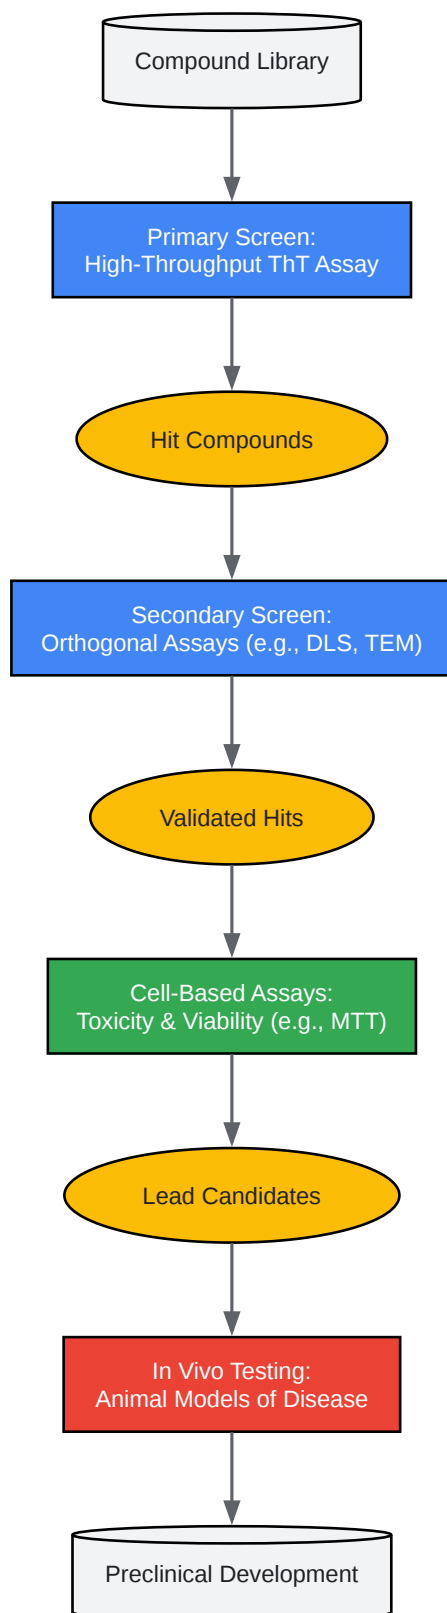 Compound Library
Primary Screen:
High-Throughput ThT Assay
Hit Compounds
Secondary Screen:
Orthogonal Assays (e.g., DLS, TEM)
Validated Hits
Cell-Based Assays:
Toxicity & Viability (e.g., MTT)
Lead Candidates
In Vivo Testing:
Animal Models of Disease
Preclinical Development